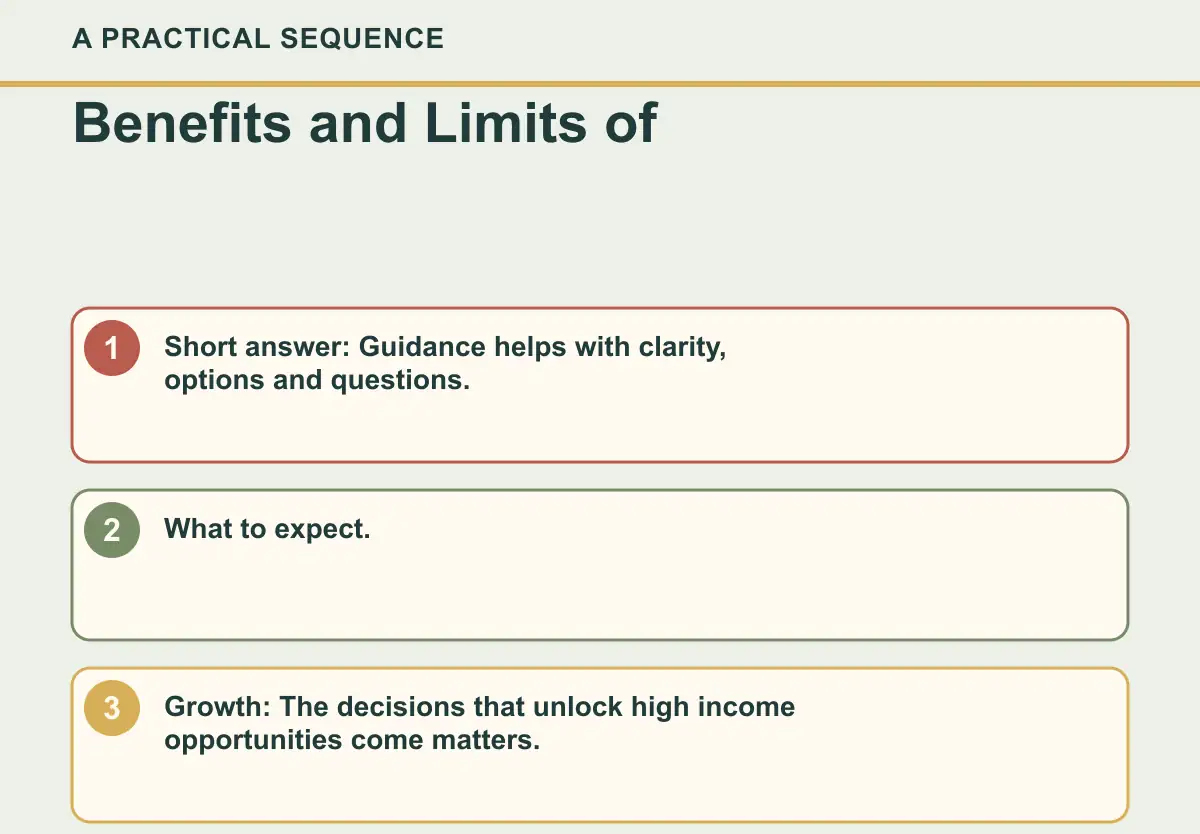 A PRACTICAL SEQUENCE
Benefits and Limits of
1
Short answer: Guidance helps with clarity,
options and questions.
2
What to expect.
3
Growth: The decisions that unlock high income
opportunities come matters.